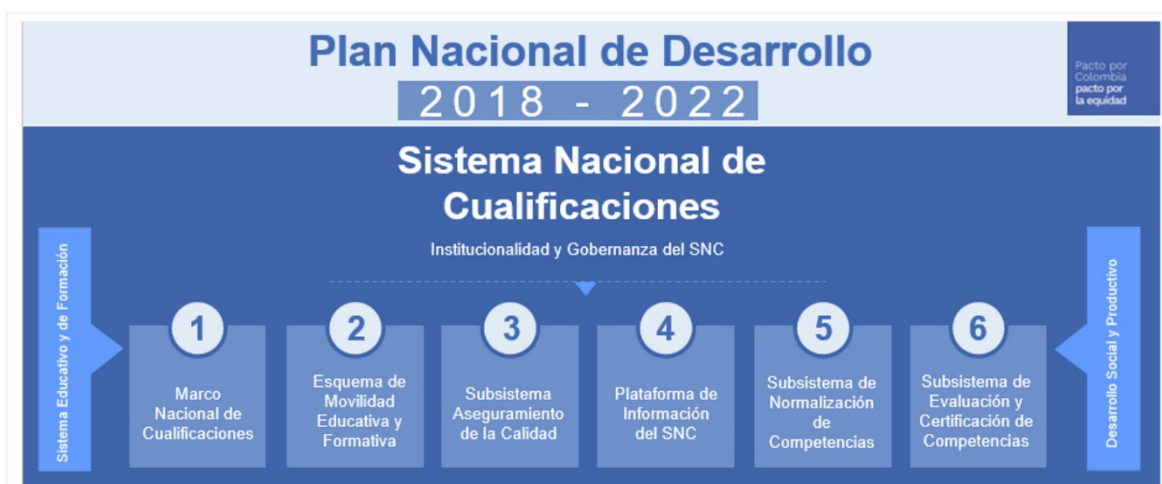 Plan Nacional de Desarrollo
2018 - 2022
Pacto por
Colombia
pacto por
la equidad
Sistema Nacional de
Cualificaciones
Institucionalidad y Gobernanza del SNC
Sistema Educativo y de Formación
1
Marco
Nacional de
Cualificaciones
2
Esquema de
Movilidad
Educativa y
Formativa
3
Subsistema
Aseguramiento
de la Calidad
4
Plataforma de
Información
del SNC
5
Subsistema de
Normalización
de
Competencias
6
Subsistema de
Evaluación y
Certificación de
Competencias
Desarrollo Social y Productivo